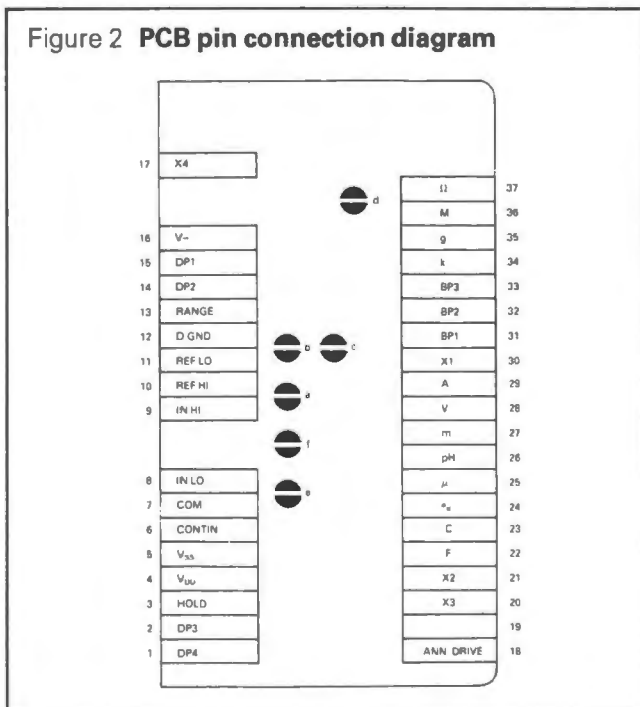 Figure 2 PCB pin connection diagram
17 X4
16 V–
15 DP1
14 DP2
13 RANGE
12 D GND
11 REF LO
10 REF HI
9 IN HI
8 IN LO
7 COM
6 CONTIN
5 VSS
4
3 HOLD
2 DP3
1 DP4
d
b
c
a
f
e
Ω 37
M 36
g 35
k 34
BP3 33
BP2 32
BP1 31
X1 30
A 29
V 28
m 27
pH 26
μ 25
24
C 23
F 22
X2 21
X3 20
19
ANN DRIVE 18